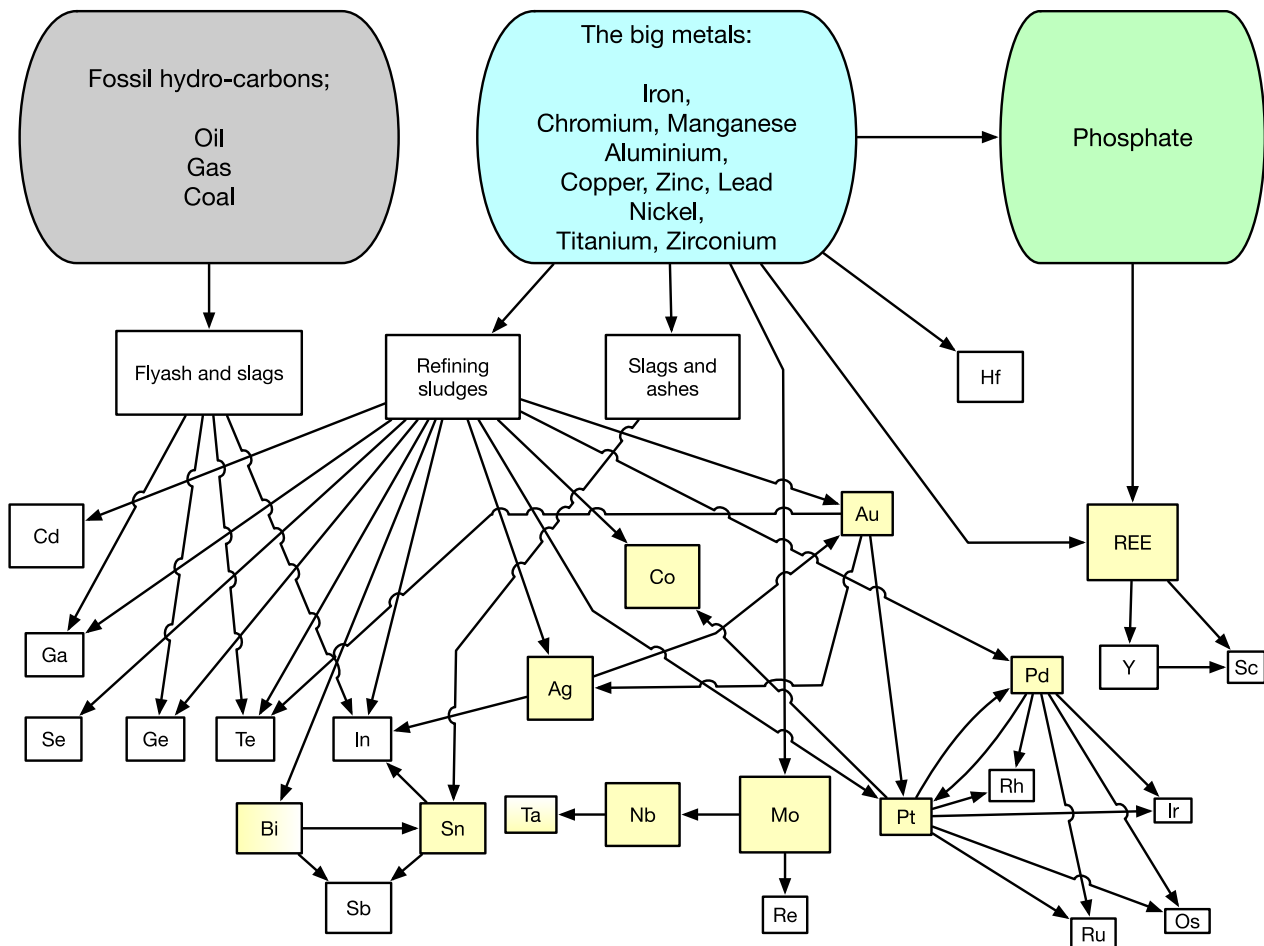 Fossil hydro-carbons;
Oil
Gas
Coal
The big metals:
Iron,
Chromium, Manganese
Aluminium,
Copper, Zinc, Lead
Nickel,
Titanium, Zirconium
Phosphate
Flyash and slags
Refining
sludges
Slags and
ashes
Hf
Cd
Au
REE
Co
Ga
Ag
Pd
Y
Sc
Se
Ge
Te
In
Rh
Ir
Bi
Sn
Ta
Nb
Mo
Pt
Sb
Re
Ru
Os